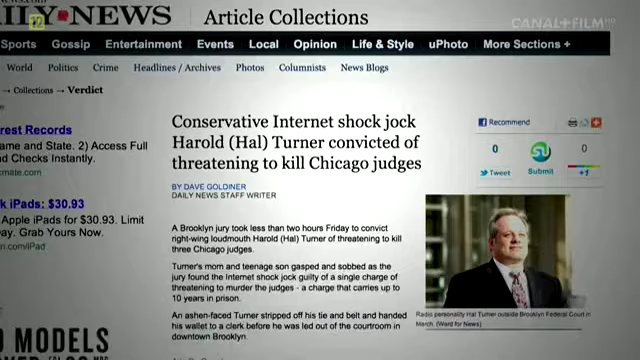 DAILY NEWS Article Collections
12
CANAL+FILM HD
Sports Gossip Entertainment Events Local Opinion Life & Style uPhoto More Sections +
World Politics Crime Headlines / Archives Photos Columnists News Blogs
→ Collections → Verdict
rest Records
ame and State. 2) Access Full
nd Checks Instantly.
mate.com
k iPads: $30.93
Apple iPads for $30.93. Limit
Day. Grab Yours Now.
n.com/iPad
MODELS
Conservative Internet shock jock
Harold (Hal) Turner convicted of
threatening to kill Chicago judges
BY DAVE GOLDINER
DAILY NEWS STAFF WRITER
A Brooklyn jury took less than two hours Friday to convict
right-wing loudmouth Harold (Hal) Turner of threatening to kill
three Chicago judges.
Turner's mom and teenage son gasped and sobbed as the
jury found the Internet shock jock guilty of a single charge of
threatening to murder the judges - a charge that carries up to
10 years in prison.
An ashen-faced Turner stripped off his tie and belt and handed
his wallet to a clerk before he was led out of the courtroom in
downtown Brooklyn.
Recommend
0 0
Tweet Submit +1
Radio personality Hal Turner outside Brooklyn Federal Court in
March. (Ward for News)